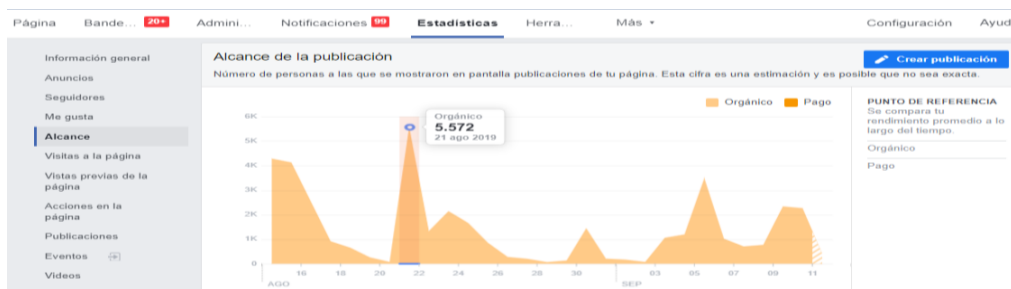 Página Bande... 20+ Admini... Notificaciones 99 Estadísticas Herra... Más Configuración Ayud
Información general
Anuncios
Seguidores
Me gusta
Alcance
Visitas a la página
Vistas previas de la
página
Acciones en la
página
Publicaciones
Eventos
Videos
Alcance de la publicación
Crear publicación
Número de personas a las que se mostraron en pantalla publicaciones de tu página. Esta cifra es una estimación y es posible que no sea exacta.
Orgánico Pago
Orgánico
5.572
21 ago 2019
6K
5K
4K
3K
2K
1K
0
16 18 20 22 24 26 28 30 03 05 07 09 11
AGO SEP
PUNTO DE REFERENCIA
Se compara tu
rendimiento promedio a lo
largo del tiempo.
Orgánico
Pago